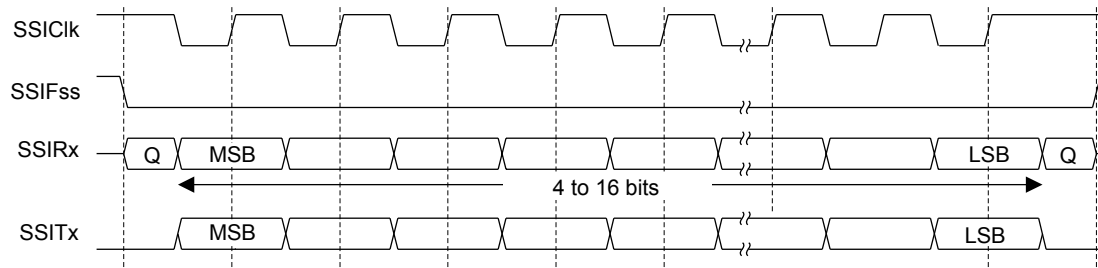 SSIClk
SSIFss
SSIRx Q MSB LSB Q
4 to 16 bits
SSITx MSB LSB